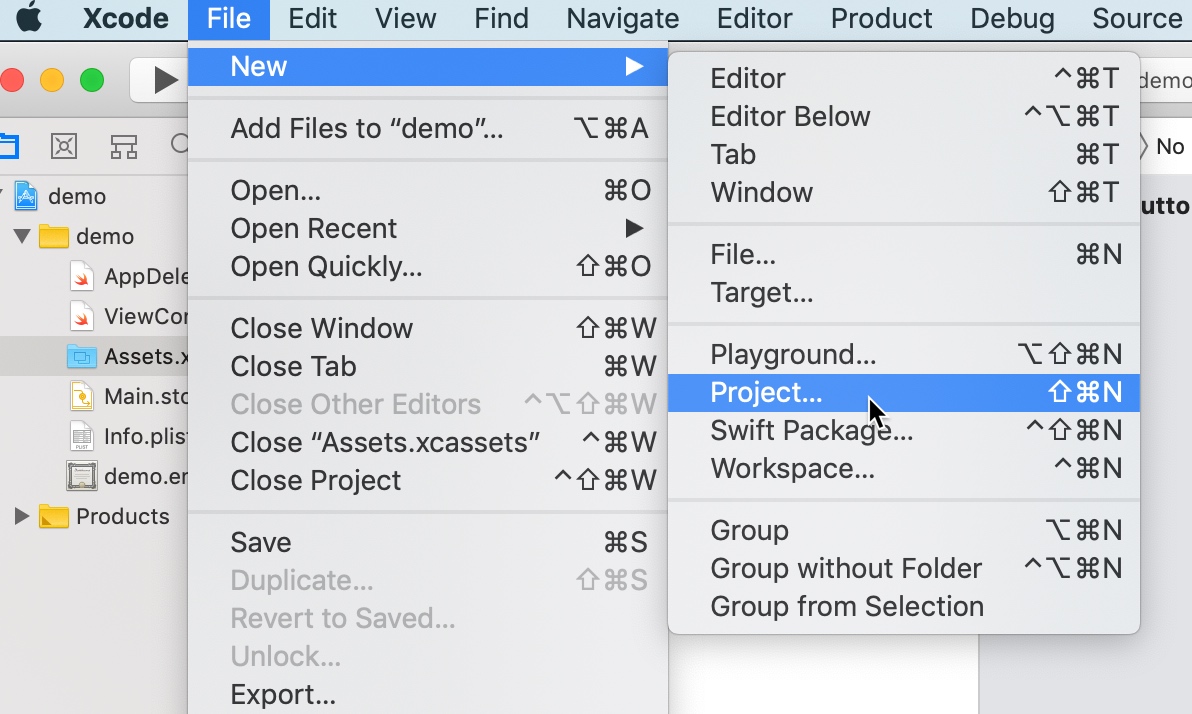 Xcode File Edit View Find Navigate Editor Product Debug Source
New
Add Files to “demo”... ⌥⌘A
Open... ⌘O
Open Recent
Open Quickly... ⇧⌘O
Close Window ⇧⌘W
Close Tab ⌘W
Close Other Editors ^⌥⇧⌘W
Close “Assets.xcassets” ^⌘W
Close Project ^⇧⌘W
Save ⌘S
Duplicate... ⇧⌘S
Revert to Saved...
Unlock...
Export...
Editor ^⌘T
Editor Below ^⌥⌘T
Tab ⌘T
Window ⇧⌘T
File... ⌘N
Target...
Playground... ⌥⇧⌘N
Project... ⇧⌘N
Swift Package... ^⇧⌘N
Workspace... ^⌘N
Group ⌥⌘N
Group without Folder ^⌥⌘N
Group from Selection
demo
demo
AppDele
ViewCon
Assets.x
Main.sto
Info.plist
demo.en
Products
demo
No
utto